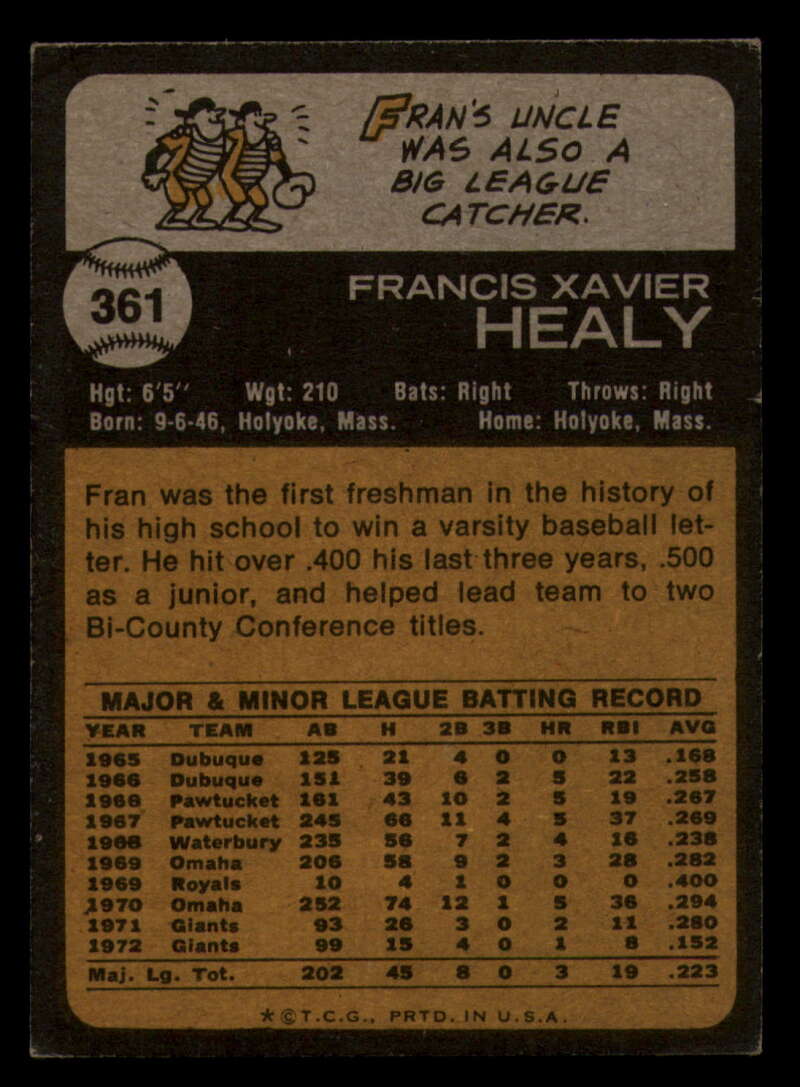 FRAN'S UNCLE
WAS ALSO A
BIG LEAGUE
CATCHER.
361
FRANCIS XAVIER
HEALY
Hgt: 6'5" Wgt: 210 Bats: Right Throws: Right
Born: 9-6-46, Holyoke, Mass. Home: Holyoke, Mass.
Fran was the first freshman in the history of
his high school to win a varsity baseball let-
ter. He hit over .400 his last three years, .500
as a junior, and helped lead team to two
Bi-County Conference titles.
MAJOR & MINOR LEAGUE BATTING RECORD
YEAR TEAM AB H 2B 3B HR RBI AVG
1965 Dubuque 125 21 4 0 0 13 .168
1966 Dubuque 151 39 6 2 5 22 .258
1966 Pawtucket 161 43 10 2 5 19 .267
1967 Pawtucket 245 66 11 4 5 37 .269
1968 Waterbury 235 56 7 2 4 16 .238
1969 Omaha 206 58 9 2 3 28 .282
1969 Royals 10 4 1 0 0 0 .400
1970 Omaha 252 74 12 1 5 36 .294
1971 Giants 93 26 3 0 2 11 .280
1972 Giants 99 15 4 0 1 8 .152
Maj. Lg. Tot. 202 45 8 0 3 19 .223
★©T.C.G., PRTD. IN U.S.A.